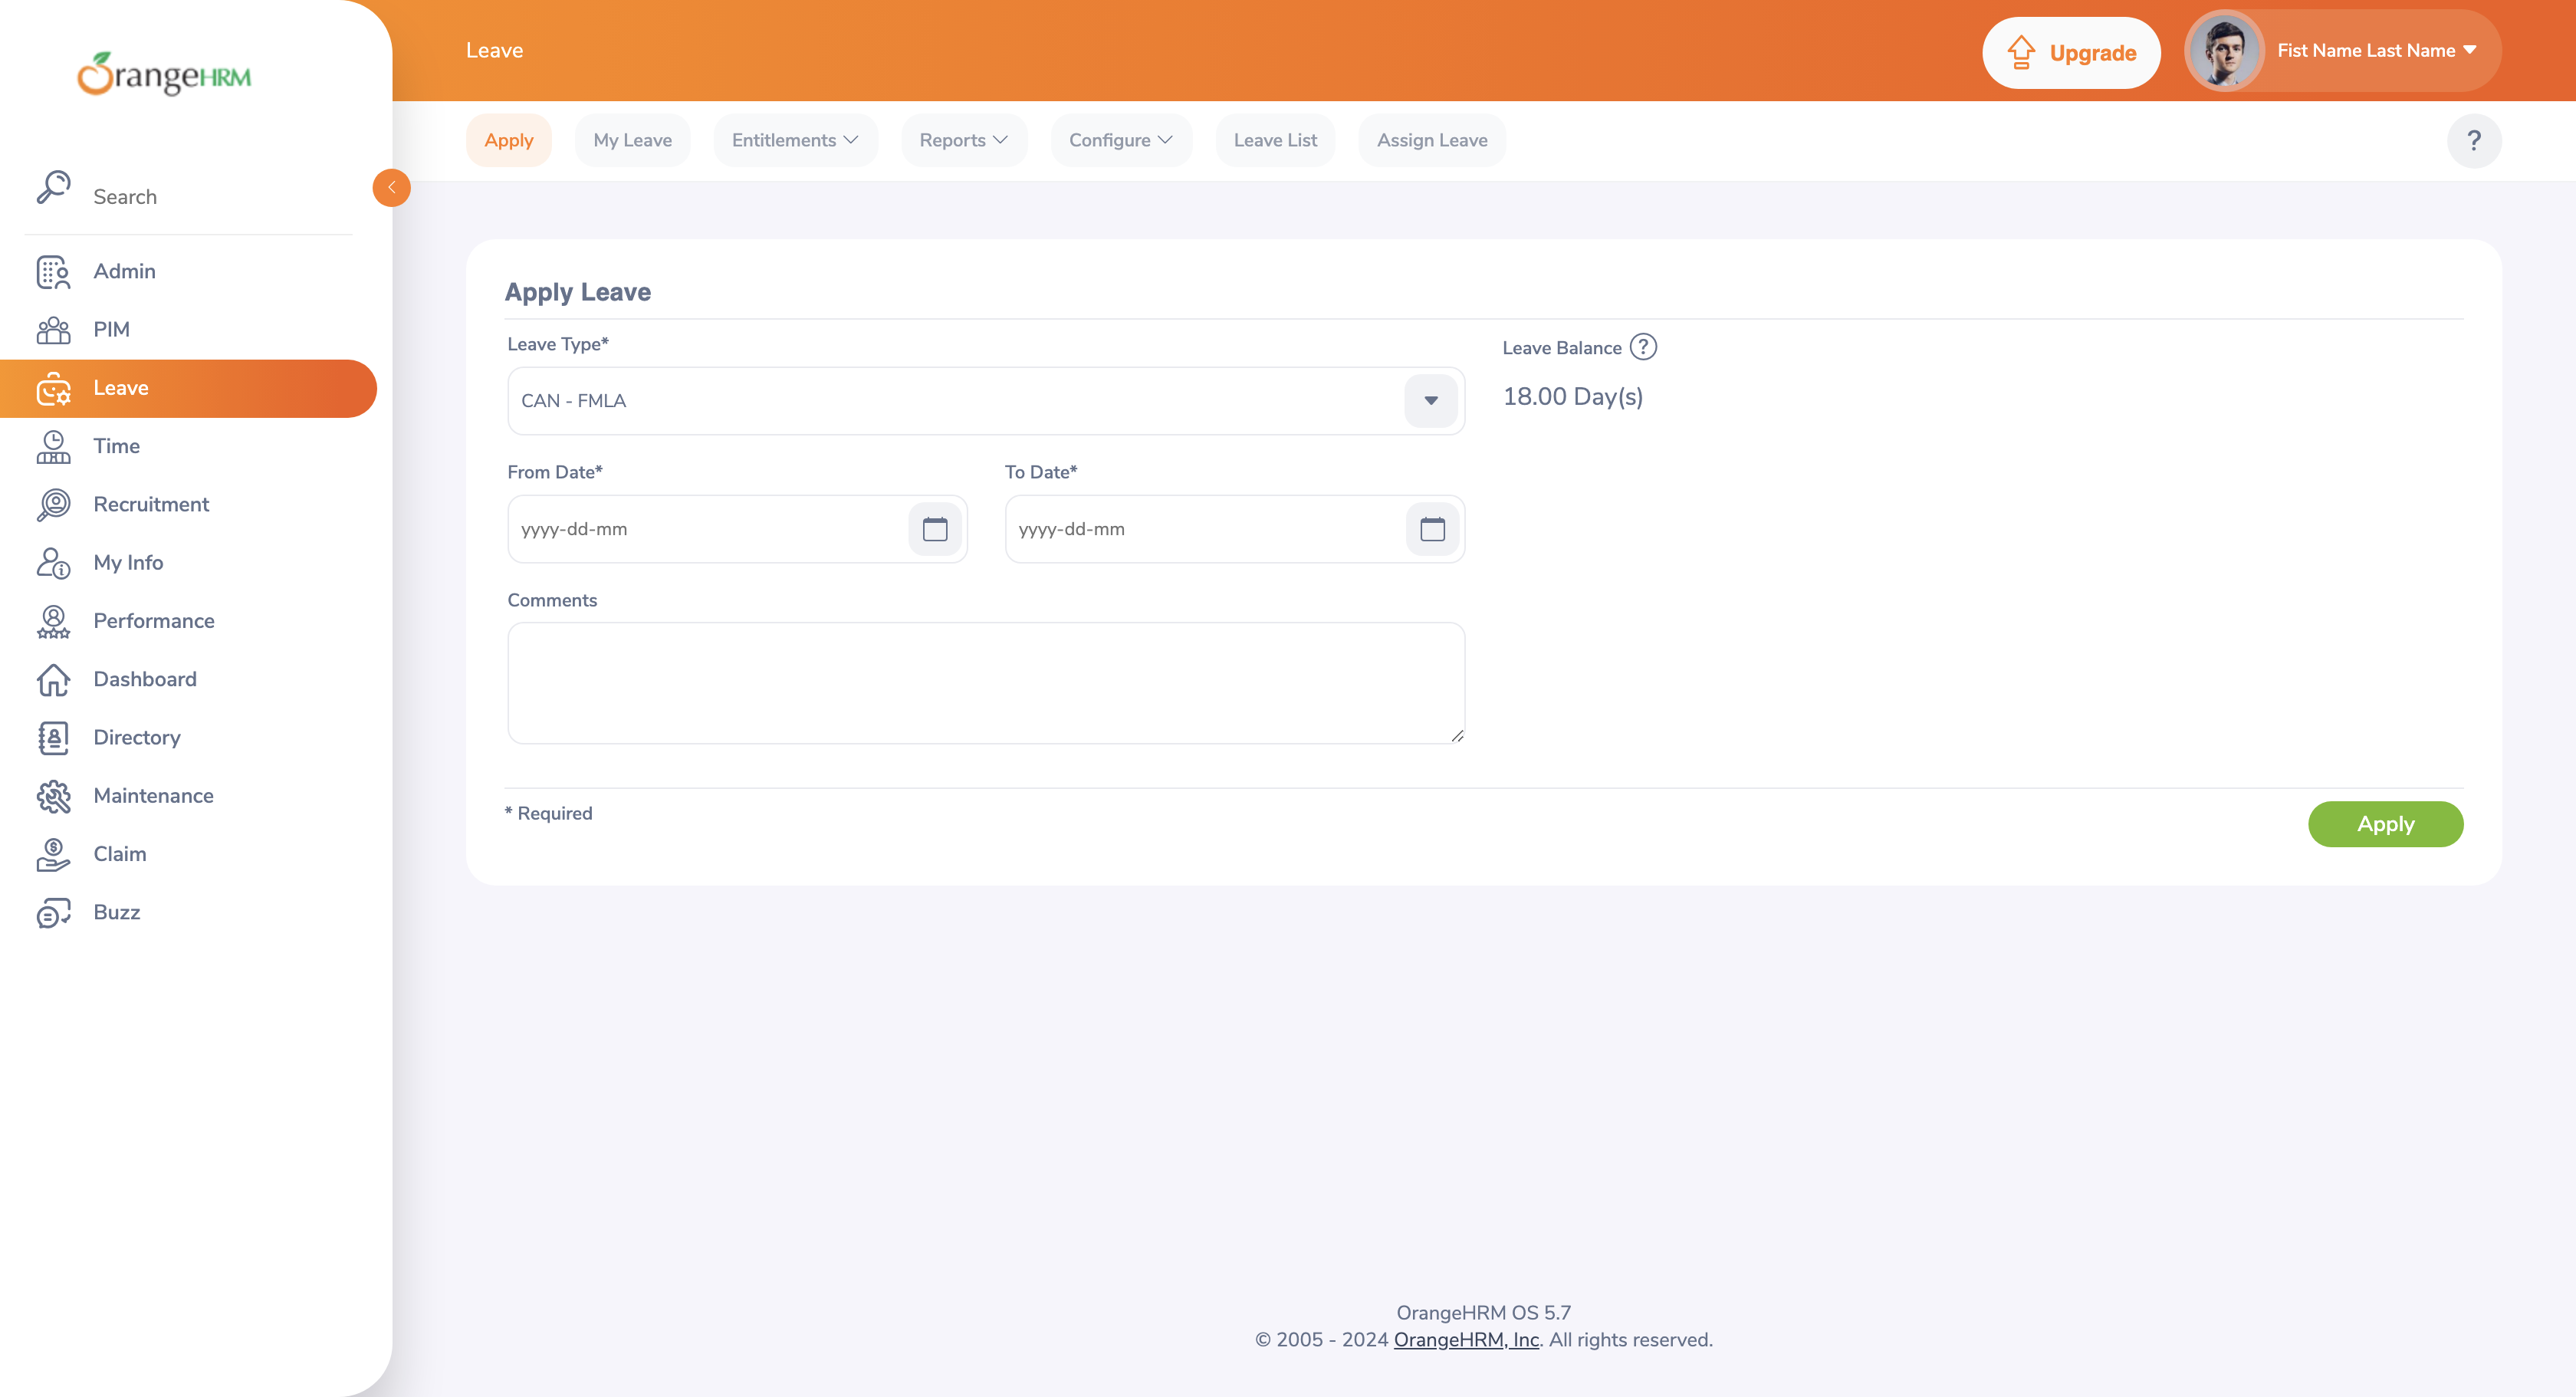 OrangeHRM
Leave
Upgrade
Fist Name Last Name
Apply
My Leave
Entitlements
Reports
Configure
Leave List
Assign Leave
?
Search
Admin
PIM
Leave
Time
Recruitment
My Info
Performance
Dashboard
Directory
Maintenance
Claim
Buzz
Apply Leave
Leave Type*
Leave Balance ?
CAN - FMLA
18.00 Day(s)
From Date*
To Date*
yyyy-dd-mm
yyyy-dd-mm
Comments
* Required
Apply
OrangeHRM OS 5.7
© 2005 - 2024 OrangeHRM, Inc. All rights reserved.